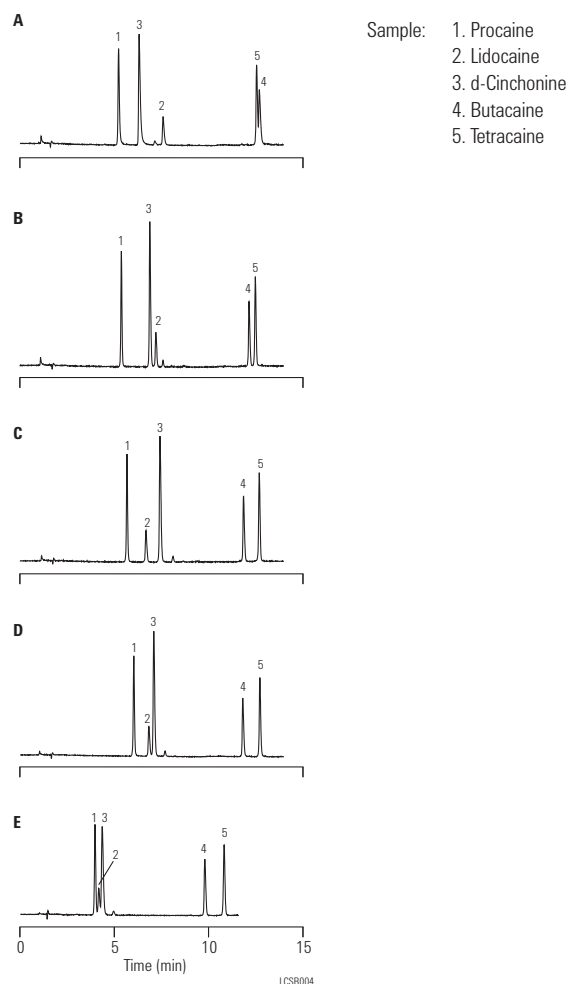 Sample: 1. Procaine
2. Lidocaine
3. d-Cinchonine
4. Butacaine
5. Tetracaine
A
1 3 2 5 4
B
1 3 2 4 5
C
1 2 3 4 5
D
1 2 3 4 5
E
1 3 2 4 5
0 5 10 15
Time (min)
LCSB004